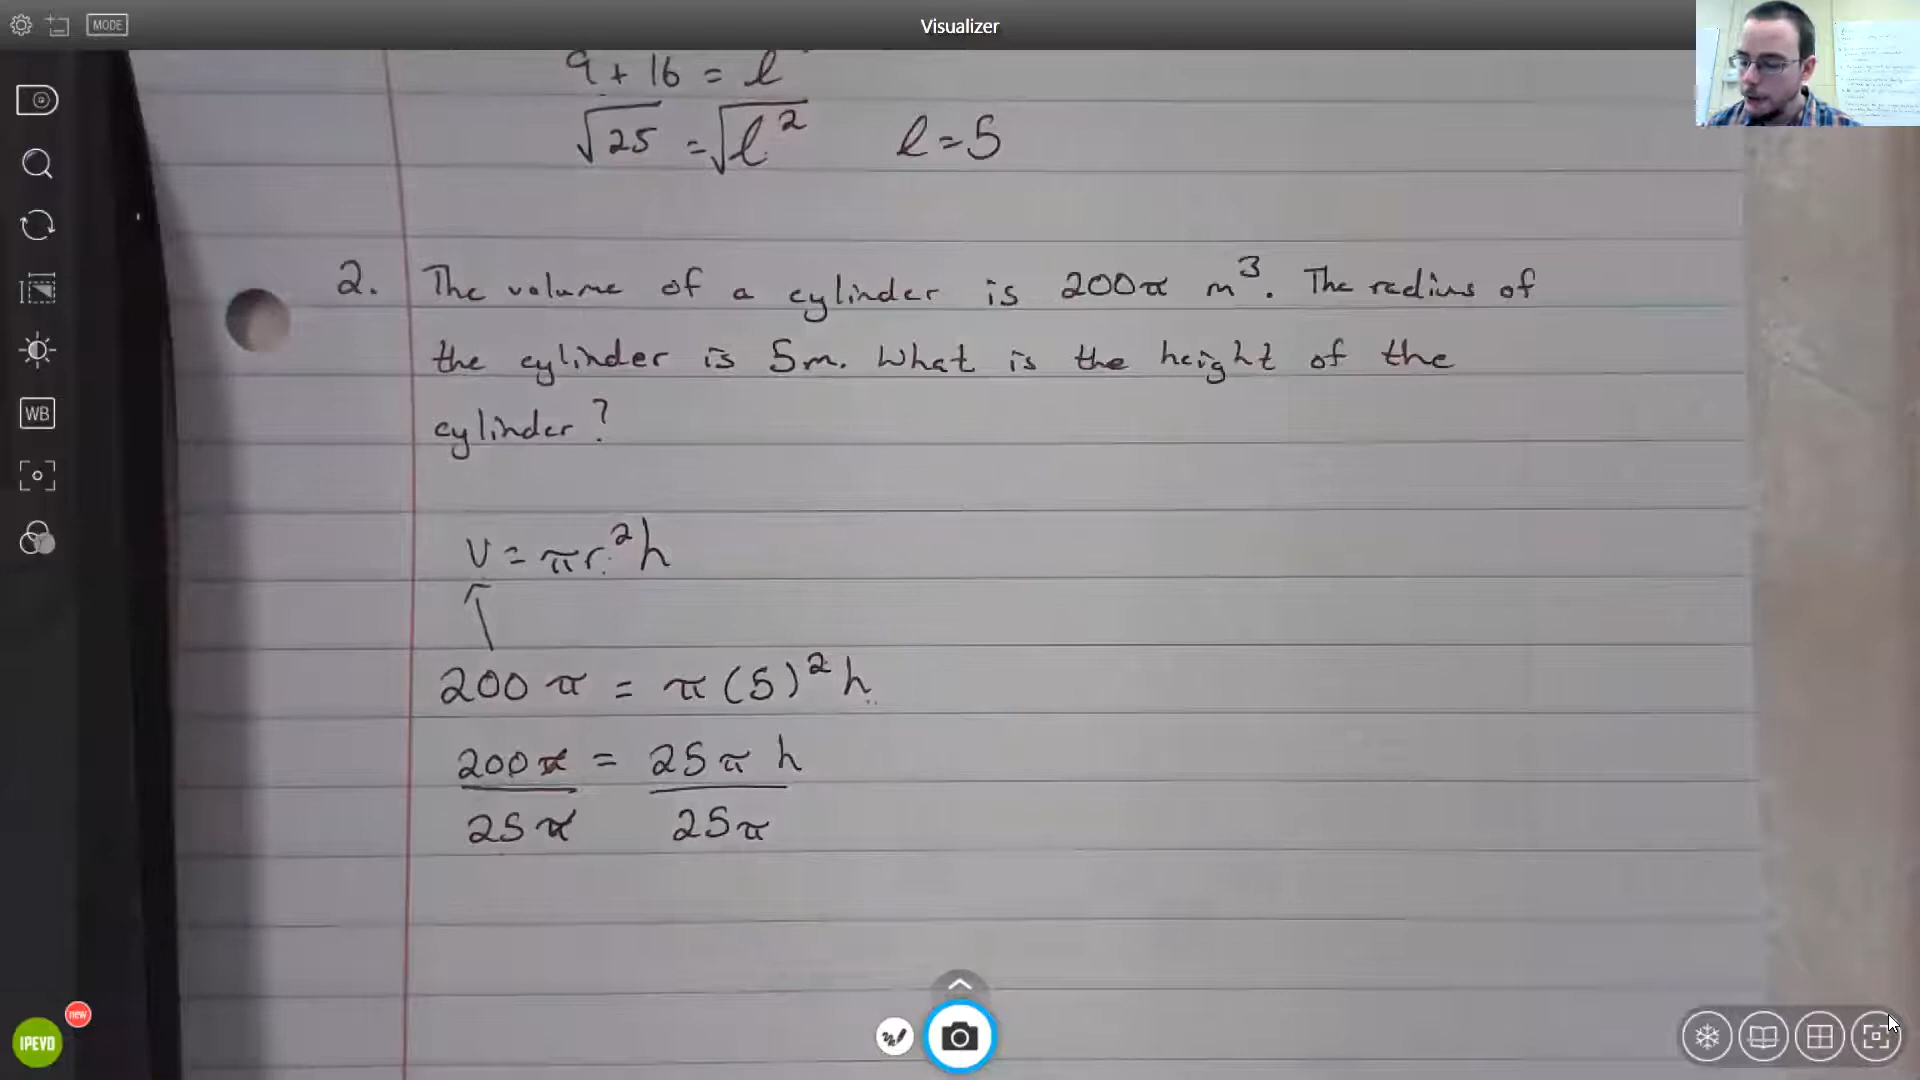 MODE
Visualizer
9 + 16 = l
√25 = √l² l = 5
2. The volume of a cylinder is 200π m³. The radius of
the cylinder is 5m. What is the height of the
cylinder?
V = πr²h
200π = π(5)²h
200π = 25π h
25π 25π
WB
new
IPEVO